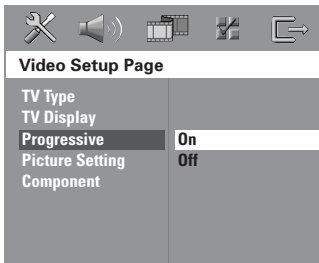 Video Setup Page
TV Type
TV Display
Progressive
On
Picture Setting
Off
Component